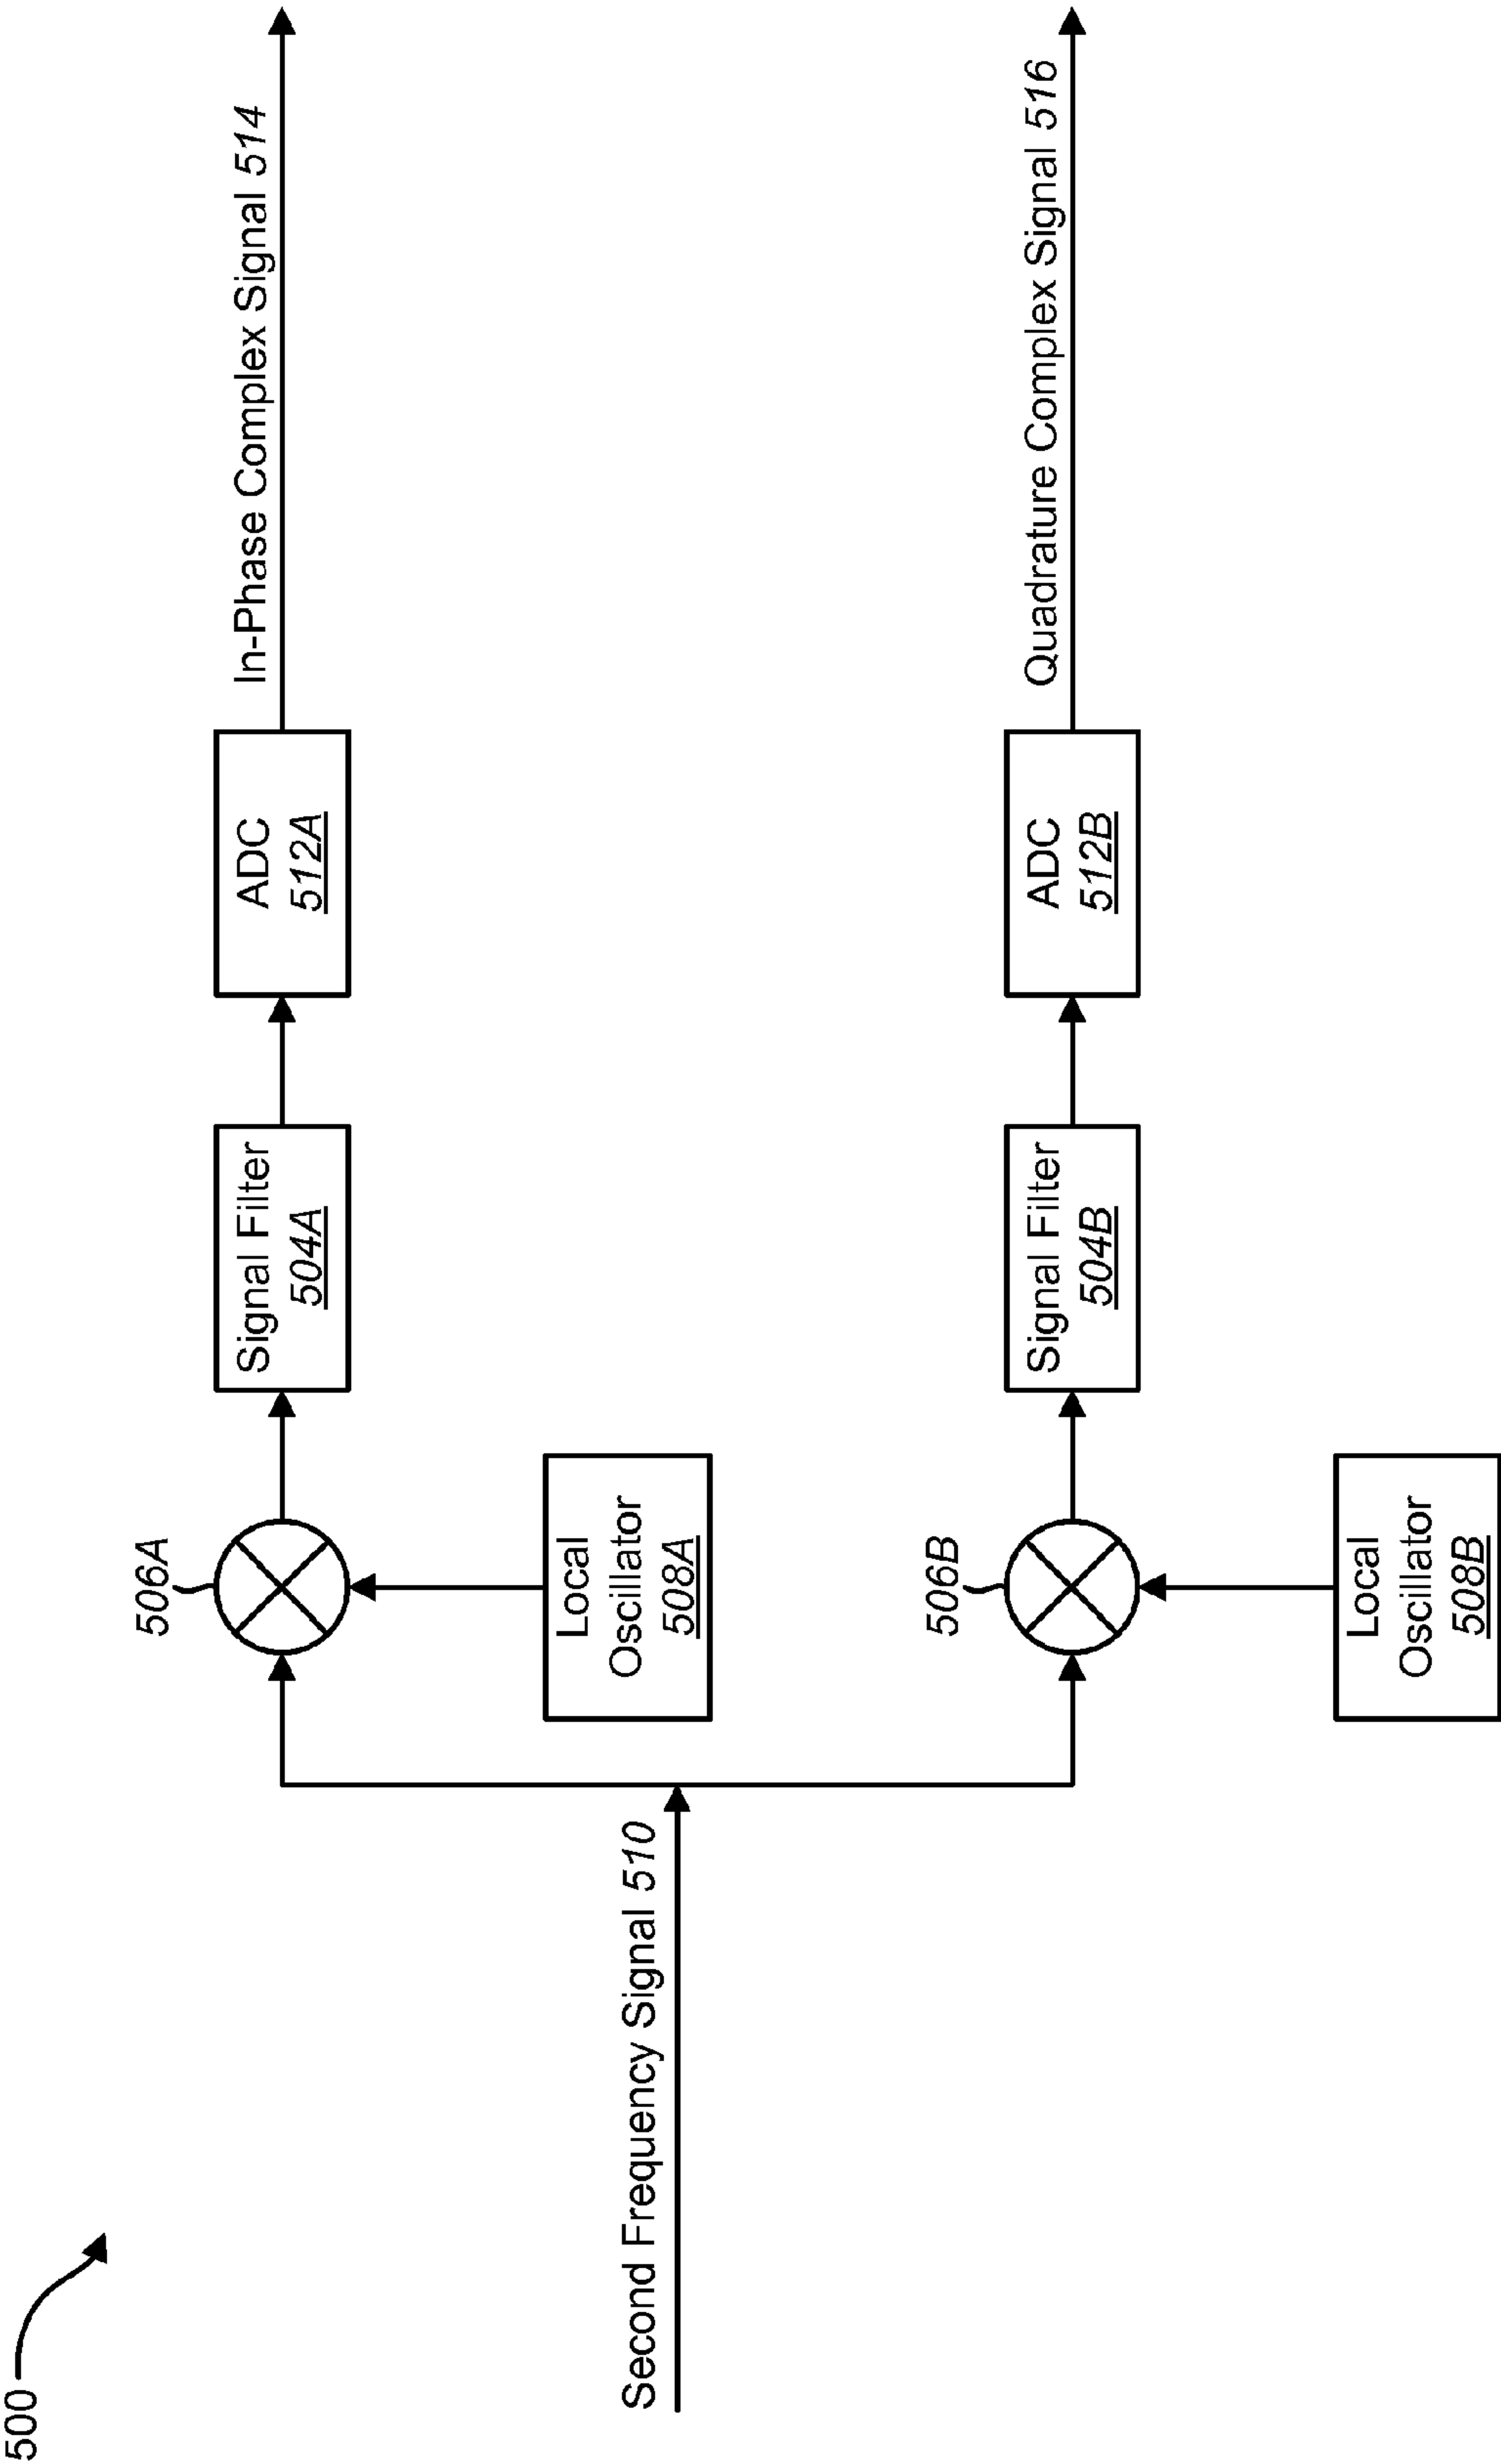 500
506A
Signal Filter
504A
ADC
512A
In-Phase Complex Signal 514
Local
Oscillator
508A
Second Frequency Signal 510
506B
Signal Filter
504B
ADC
512B
Quadrature Complex Signal 516
Local
Oscillator
508B